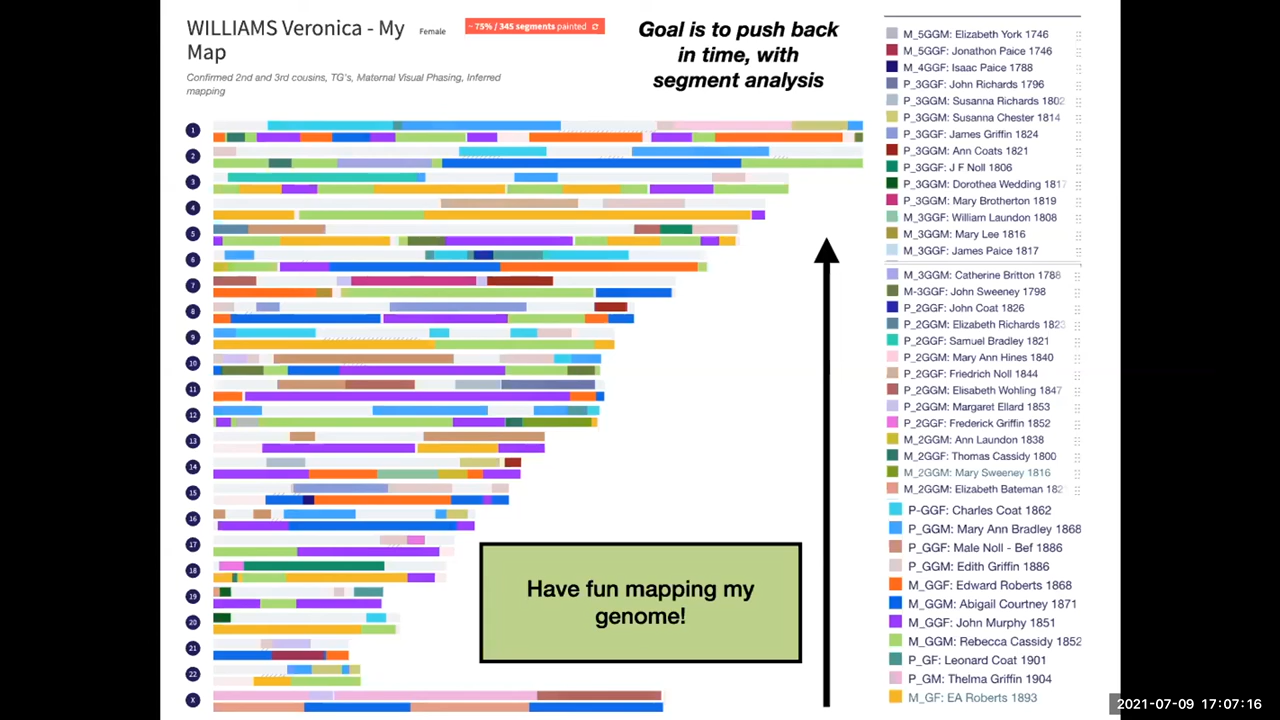 WILLIAMS Veronica - My
Map
Female
~ 75% / 345 segments painted
Confirmed 2nd and 3rd cousins, TG's, Maternal Visual Phasing, Inferred
mapping
Goal is to push back
in time, with
segment analysis
1
2
3
4
5
6
7
8
9
10
11
12
13
14
15
16
17
18
19
20
21
22
X
Have fun mapping my
genome!
M_5GGM: Elizabeth York 1746
M_5GGF: Jonathon Paice 1746
M_4GGF: Isaac Paice 1788
P_3GGF: John Richards 1796
P_3GGM: Susanna Richards 1802
P_3GGM: Susanna Chester 1814
P_3GGF: James Griffin 1824
P_3GGM: Ann Coats 1821
P_3GGF: J F Noll 1806
P_3GGM: Dorothea Wedding 1817
P_3GGM: Mary Brotherton 1819
M_3GGF: William Laundon 1808
M_3GGM: Mary Lee 1816
M_3GGF: James Paice 1817
M_3GGM: Catherine Britton 1788
M-3GGF: John Sweeney 1798
P_2GGF: John Coat 1826
P_2GGM: Elizabeth Richards 1823
P_2GGF: Samuel Bradley 1821
P_2GGM: Mary Ann Hines 1840
P_2GGF: Friedrich Noll 1844
P_2GGM: Elisabeth Wohling 1847
P_2GGM: Margaret Ellard 1853
P_2GGF: Frederick Griffin 1852
M_2GGM: Ann Laundon 1838
M_2GGF: Thomas Cassidy 1800
M_2GGM: Mary Sweeney 1816
M_2GGM: Elizabeth Bateman 182
P-GGF: Charles Coat 1862
P_GGM: Mary Ann Bradley 1868
P_GGF: Male Noll - Bef 1886
P_GGM: Edith Griffin 1886
M_GGF: Edward Roberts 1868
M_GGM: Abigail Courtney 1871
M_GGF: John Murphy 1851
M_GGM: Rebecca Cassidy 1852
P_GF: Leonard Coat 1901
P_GM: Thelma Griffin 1904
M_GF: EA Roberts 1893
2021-07-09 17:07:16